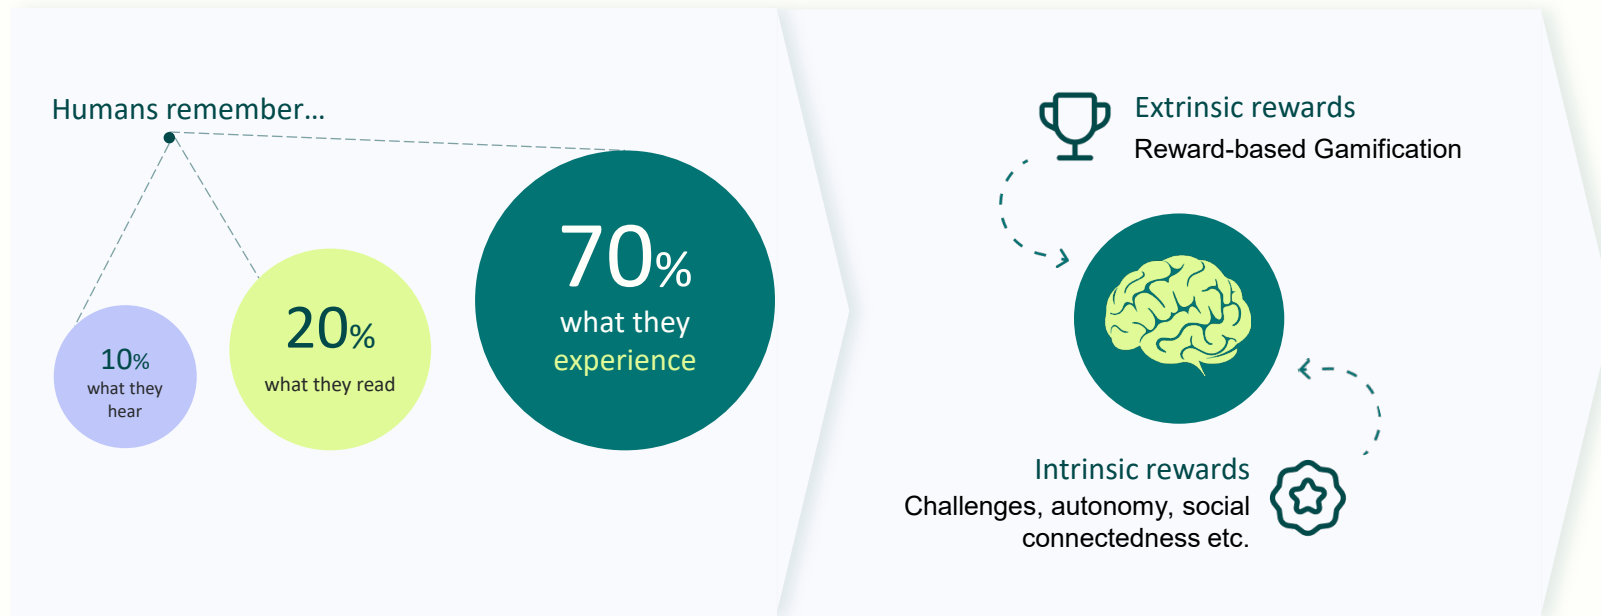 Humans remember...
10%
what they
hear
20%
what they read
70%
what they
experience
Extrinsic rewards
Reward-based Gamification
Intrinsic rewards
Challenges, autonomy, social
connectedness etc.